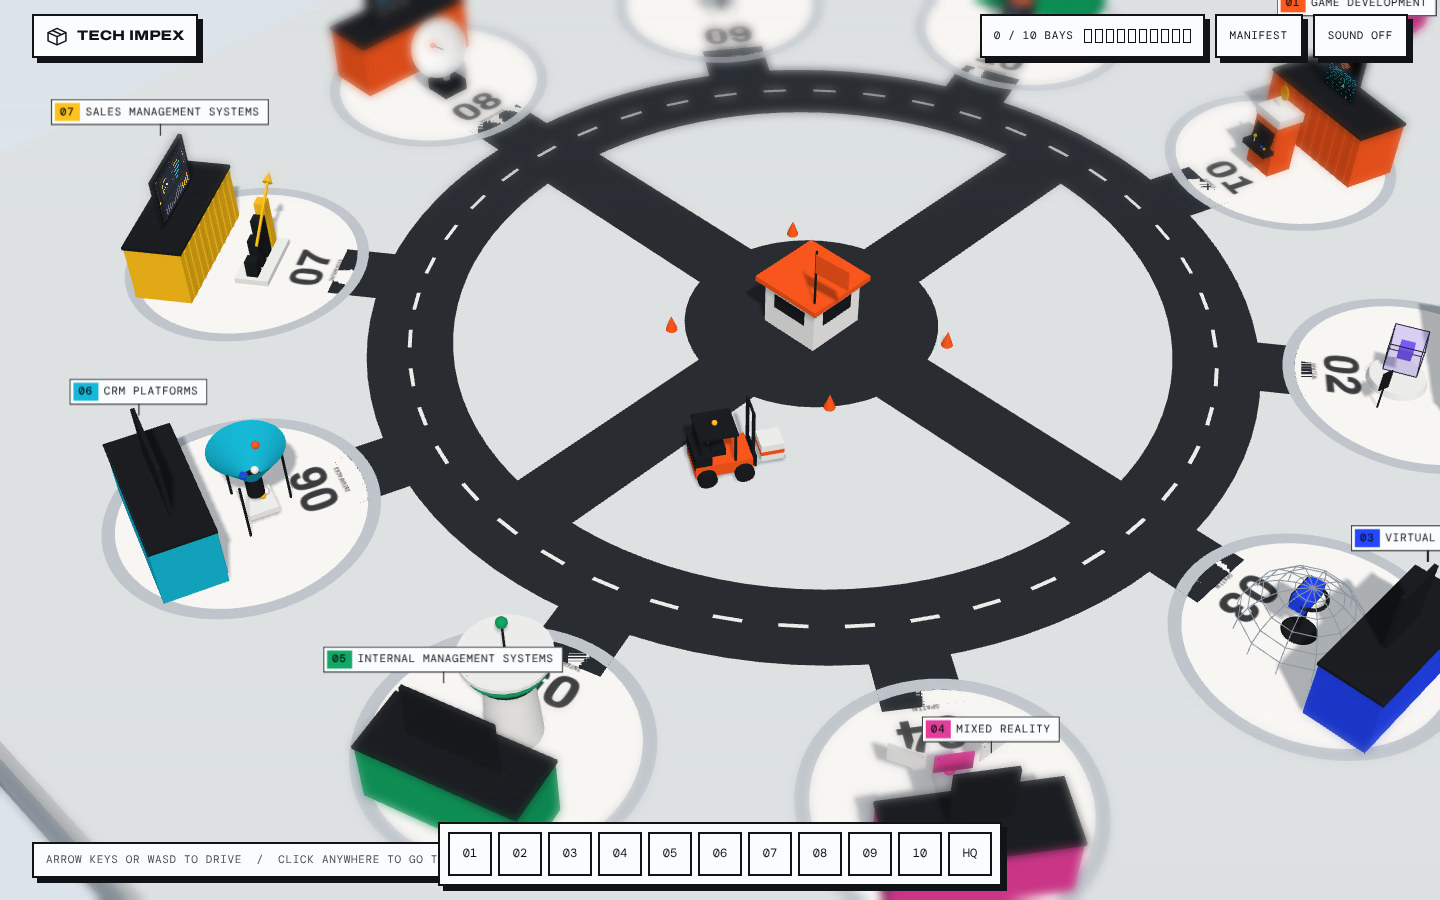 01 GAME DEVELOPMENT
TECH IMPEX
0 / 10 BAYS
MANIFEST
SOUND OFF
09
10
08
07 SALES MANAGEMENT SYSTEMS
01
07
02
06 CRM PLATFORMS
06
03 VIRTUAL
03
05 INTERNAL MANAGEMENT SYSTEMS
04 MIXED REALITY
04
ARROW KEYS OR WASD TO DRIVE / CLICK ANYWHERE TO GO T
01 02 03 04 05 06 07 08 09 10 HQ